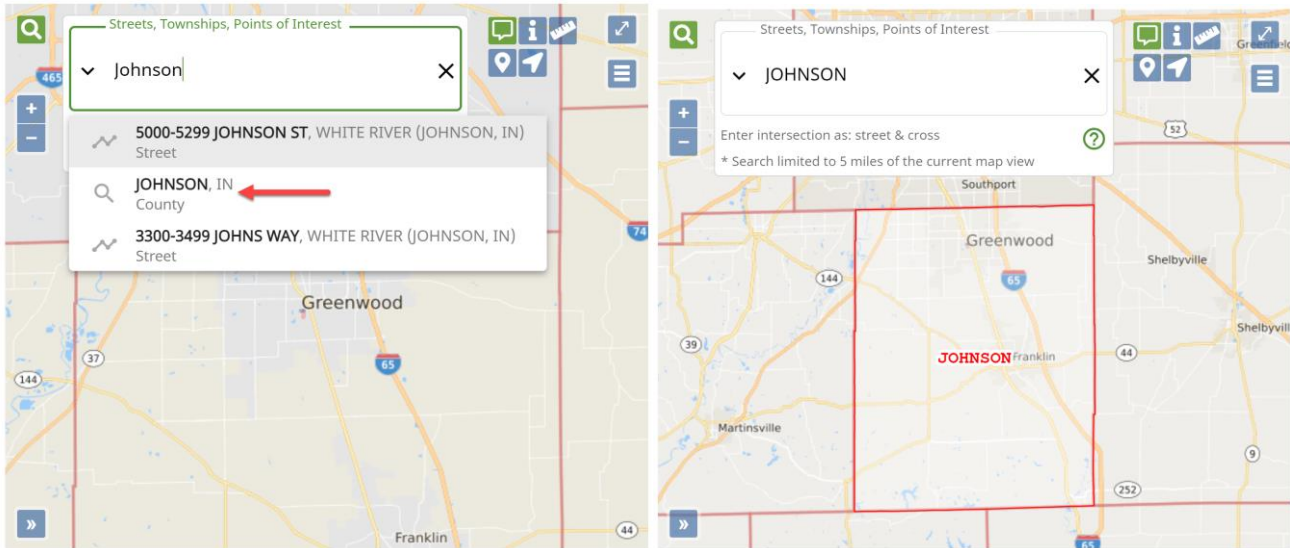 Streets, Townships, Points of Interest
Johnson
465
+
−
5000-5299 JOHNSON ST, WHITE RIVER (JOHNSON, IN)
Street
JOHNSON, IN
County
3300-3499 JOHNS WAY, WHITE RIVER (JOHNSON, IN)
Street
74
Greenwood
37
65
144
Franklin
44
»
Streets, Townships, Points of Interest
JOHNSON
Greenfield
+
−
Enter intersection as: street & cross
* Search limited to 5 miles of the current map view
52
Southport
Greenwood
Shelbyville
144
65
Shelbyvill
39
JOHNSON
Franklin
44
Martinsville
9
252
»
65